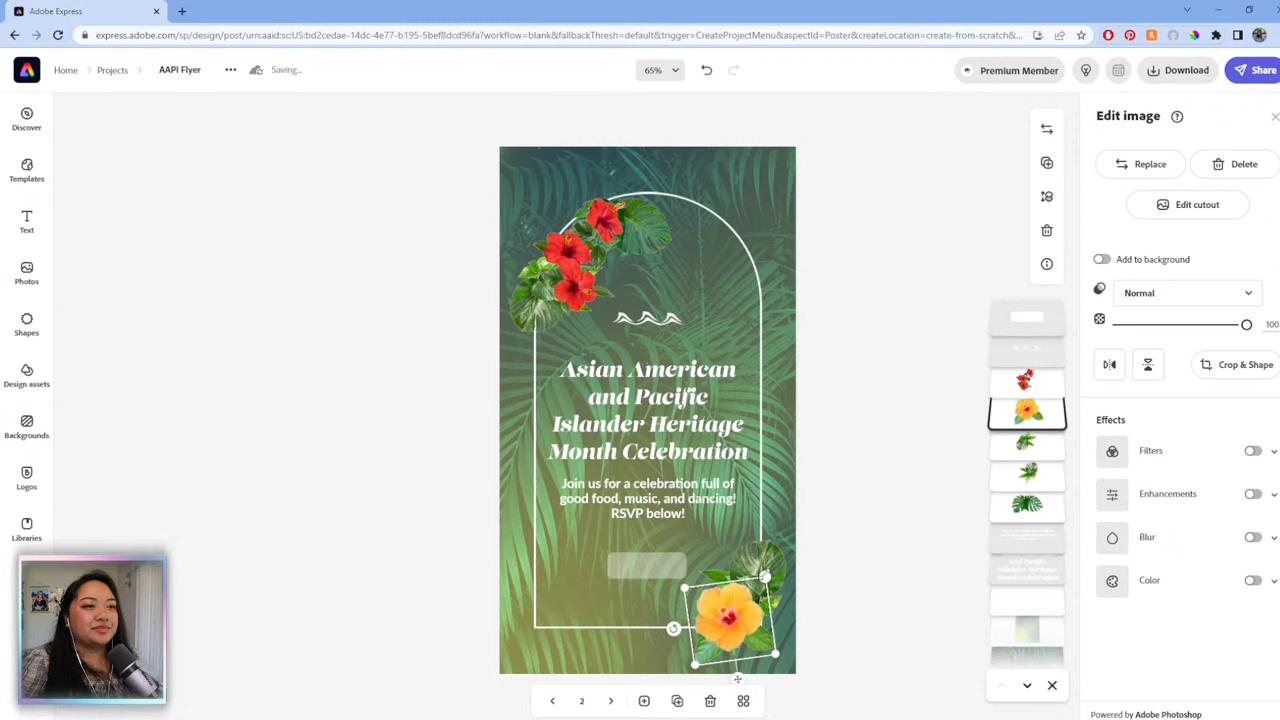 Adobe Express
express.adobe.com/sp/design/post/urn:aaid:sc:US:bd2cedae-14dc-4e77-b195-5bef8dcd96fa?workflow=blank&fallbackThresh=default&trigger=CreateProjectMenu&aspectId=Poster&createLocation=create-from-scratch&...
Home
Projects
AAPI Flyer
Saving...
65%
Premium Member
Download
Share
Discover
Templates
Text
Photos
Shapes
Design assets
Backgrounds
Logos
Libraries
Asian American
and Pacific
Islander Heritage
Month Celebration
Join us for a celebration full of
good food, music, and dancing!
RSVP below!
2
Edit image
Replace
Delete
Edit cutout
Add to background
Normal
100
Crop & Shape
Effects
Filters
Enhancements
Blur
Color
Powered by Adobe Photoshop